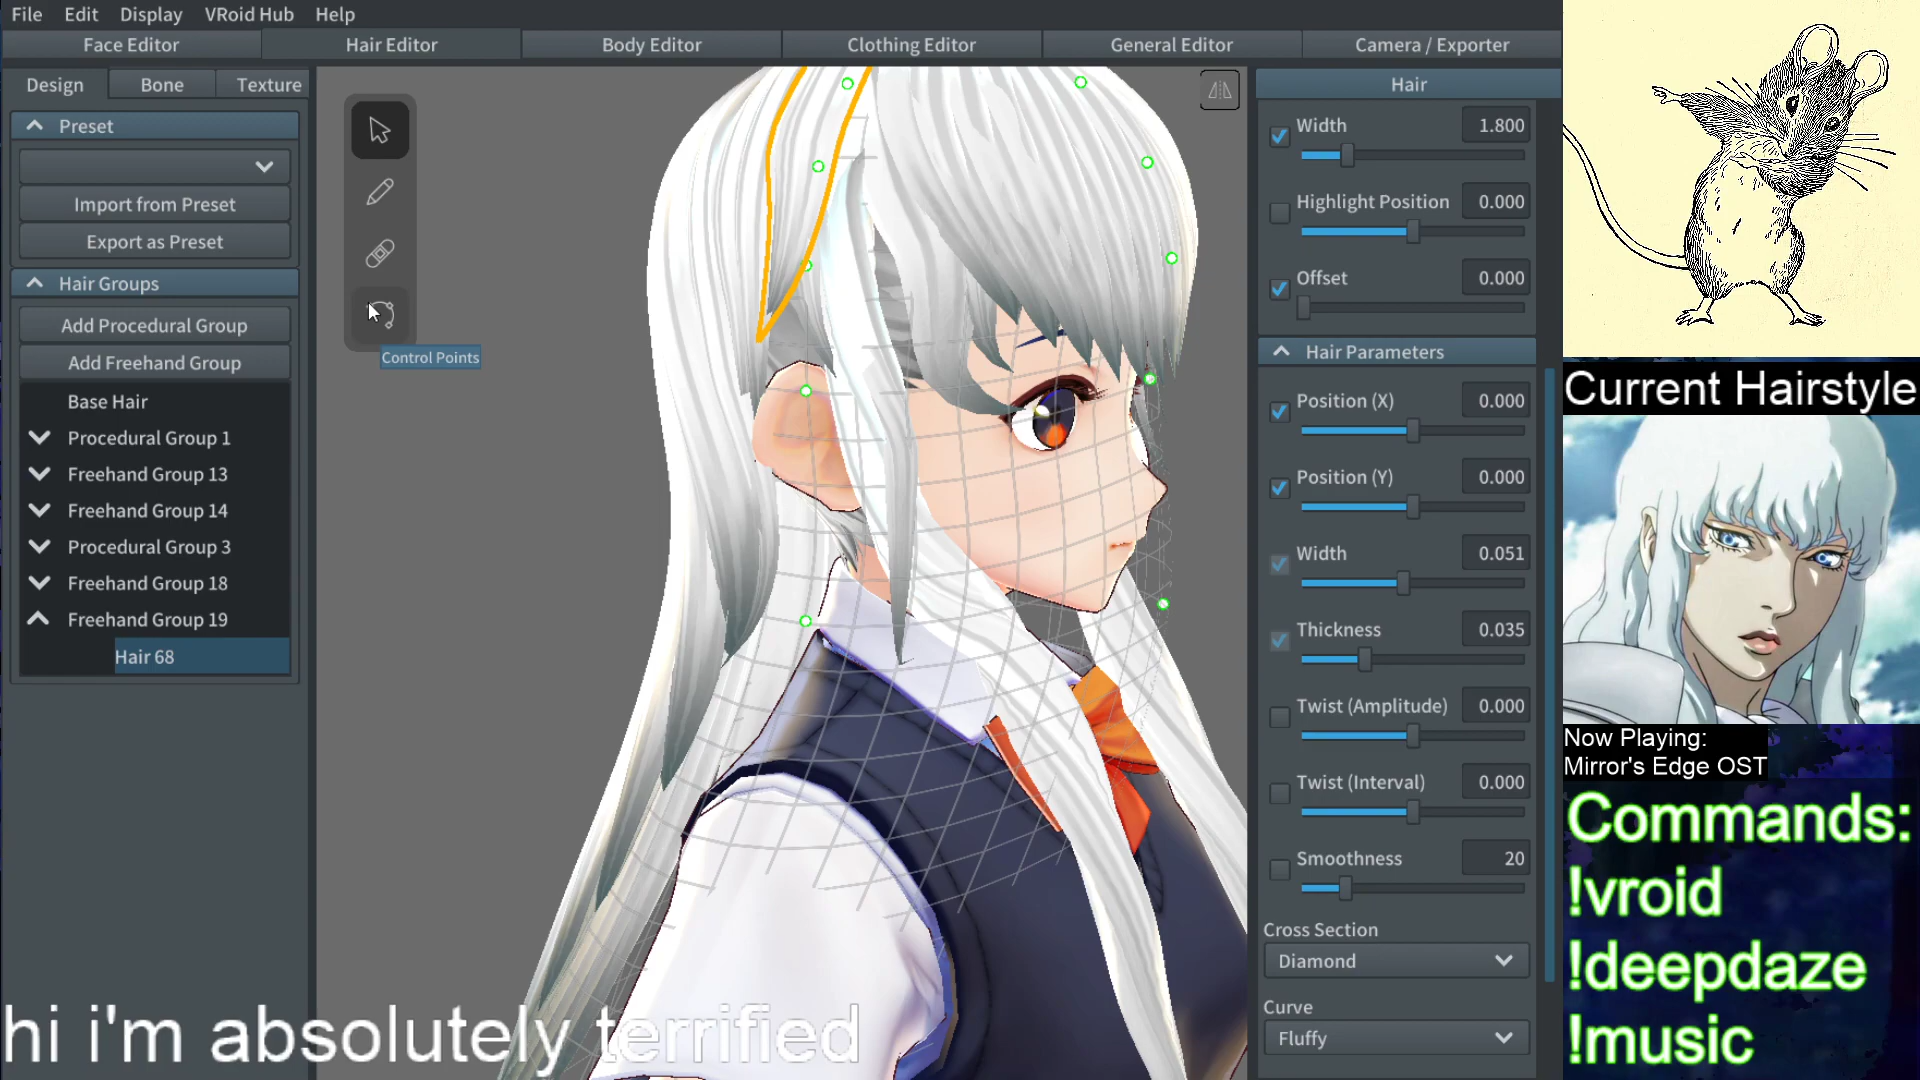 File Edit Display VRoid Hub Help
Face Editor Hair Editor Body Editor Clothing Editor General Editor Camera / Exporter
Design Bone Texture
Preset
Import from Preset
Export as Preset
Hair Groups
Add Procedural Group
Add Freehand Group
Base Hair
Procedural Group 1
Freehand Group 13
Freehand Group 14
Procedural Group 3
Freehand Group 18
Freehand Group 19
Hair 68
Control Points
Hair
Width 1.800
Highlight Position 0.000
Offset 0.000
Hair Parameters
Position (X) 0.000
Position (Y) 0.000
Width 0.051
Thickness 0.035
Twist (Amplitude) 0.000
Twist (Interval) 0.000
Smoothness 20
Cross Section
Diamond
Curve
Fluffy
Current Hairstyle
Now Playing:
Mirror's Edge OST
Commands:
!vroid
!deepdaze
!music
hi i'm absolutely terrified